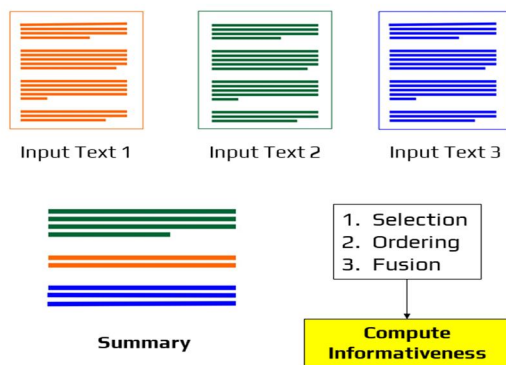 Input Text 1
Input Text 2
Input Text 3
1. Selection
2. Ordering
3. Fusion
Summary
Compute
Informativeness